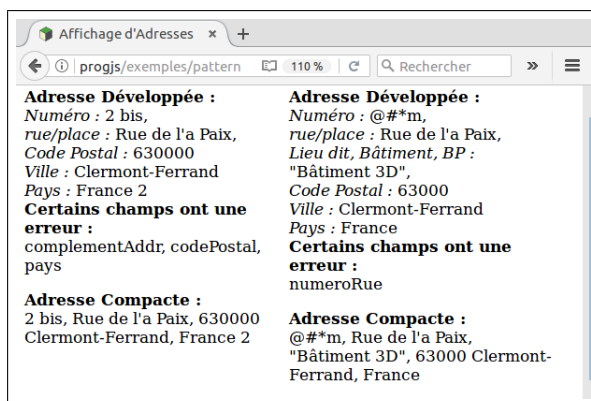 Affichage d'Adresses × +
progjs/exemples/pattern 110 % Rechercher »
Adresse Développée :
Numéro : 2 bis,
rue/place : Rue de l'a Paix,
Code Postal : 630000
Ville : Clermont-Ferrand
Pays : France 2
Certains champs ont une
erreur :
complementAddr, codePostal,
pays
Adresse Compacte :
2 bis, Rue de l'a Paix, 630000
Clermont-Ferrand, France 2
Adresse Développée :
Numéro : @#*m,
rue/place : Rue de l'a Paix,
Lieu dit, Bâtiment, BP :
"Bâtiment 3D",
Code Postal : 63000
Ville : Clermont-Ferrand
Pays : France
Certains champs ont une
erreur :
numeroRue
Adresse Compacte :
@#*m, Rue de l'a Paix,
"Bâtiment 3D", 63000 Clermont-
Ferrand, France